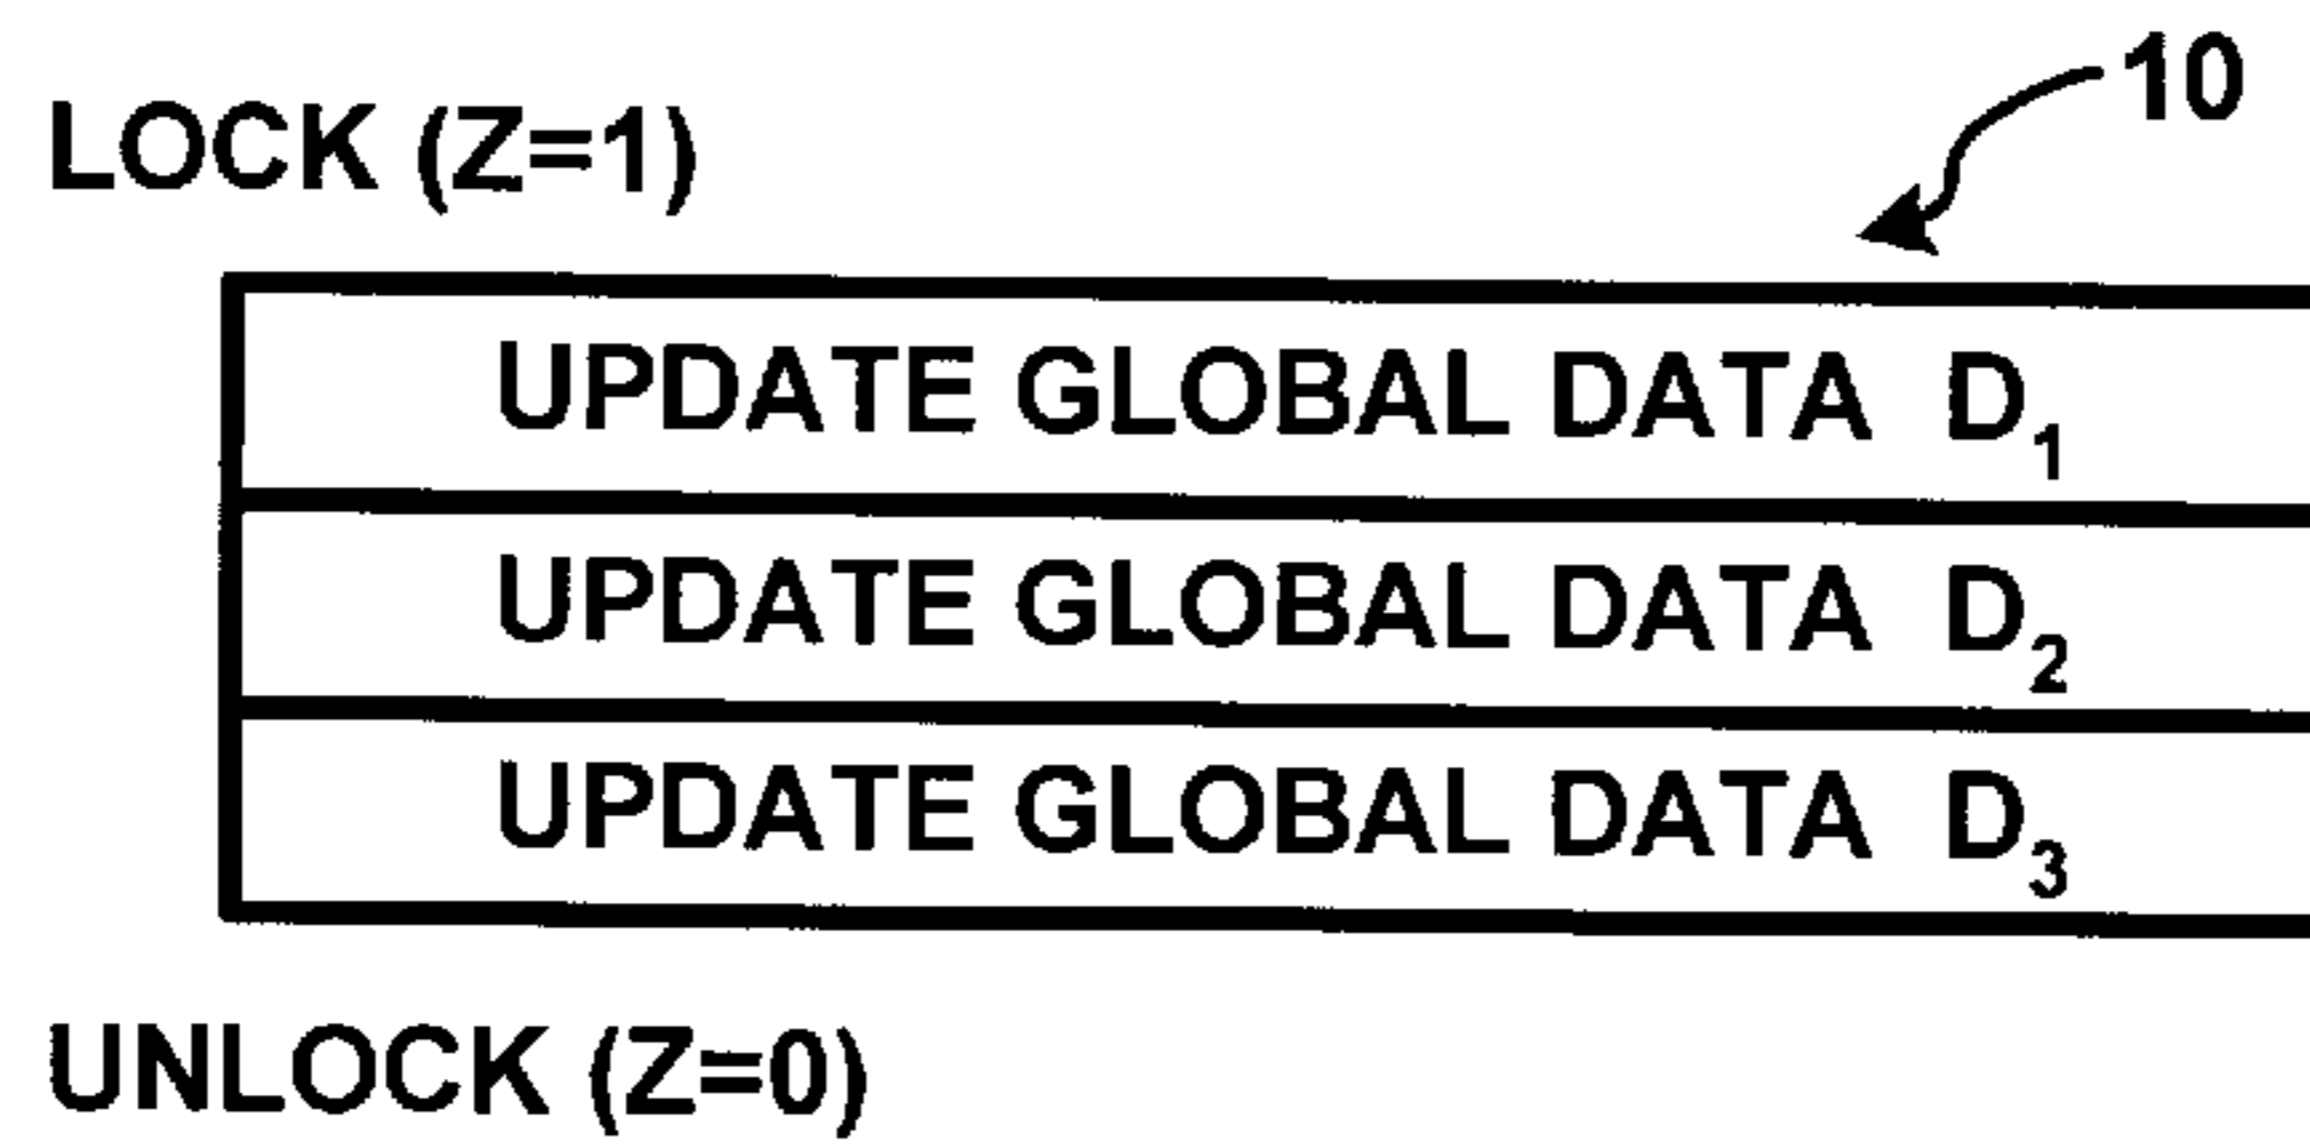 10
LOCK (Z=1)
UPDATE GLOBAL DATA D₁
UPDATE GLOBAL DATA D₂
UPDATE GLOBAL DATA D₃
UNLOCK (Z=0)